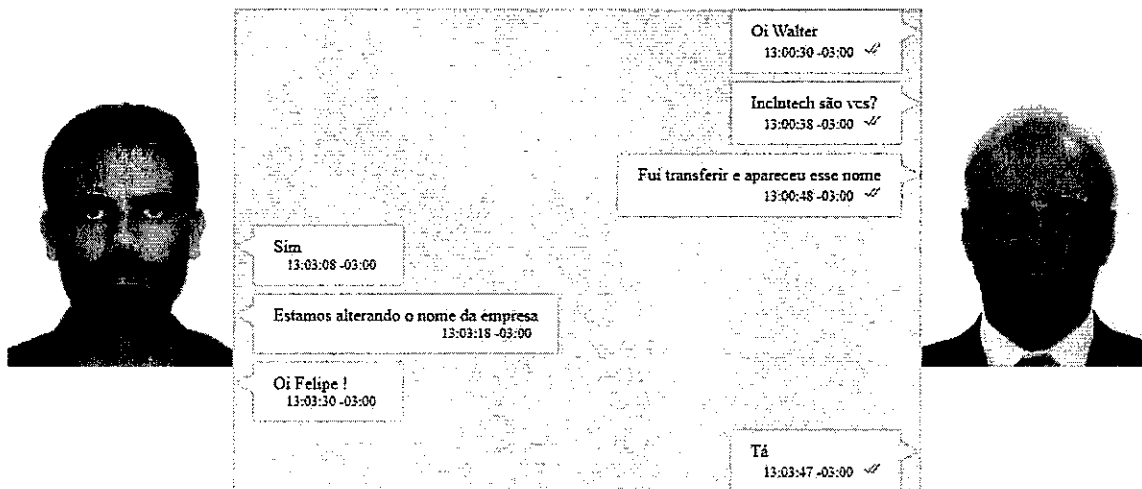 Oi Walter
13:00:30 -03:00
Inclntech são vcs?
13:00:38 -03:00
Fui transferir e apareceu esse nome
13:00:48 -03:00
Sim
13:03:08 -03:00
Estamos alterando o nome da empresa
13:03:18 -03:00
Oi Felipe !
13:03:30 -03:00
Tá
13:03:47 -03:00